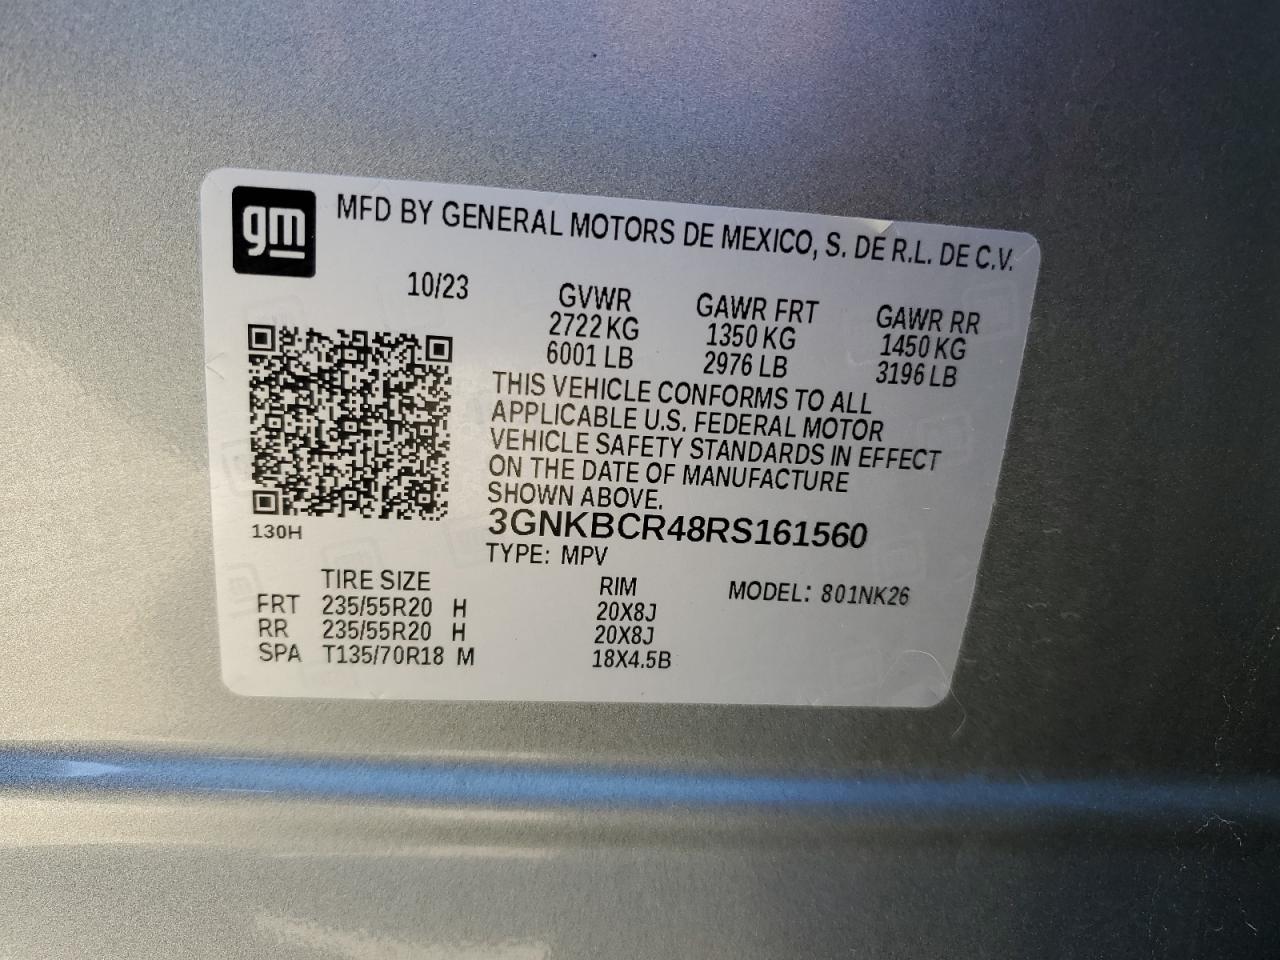 gm
MFD BY GENERAL MOTORS DE MEXICO, S. DE R.L. DE C.V.
10/23
GVWR GAWR FRT GAWR RR
2722 KG 1350 KG 1450 KG
6001 LB 2976 LB 3196 LB
THIS VEHICLE CONFORMS TO ALL
APPLICABLE U.S. FEDERAL MOTOR
VEHICLE SAFETY STANDARDS IN EFFECT
ON THE DATE OF MANUFACTURE
SHOWN ABOVE.
130H
3GNKBCR48RS161560
TYPE: MPV
TIRE SIZE RIM MODEL: 801NK26
FRT 235/55R20 H 20X8J
RR 235/55R20 H 20X8J
SPA T135/70R18 M 18X4.5B